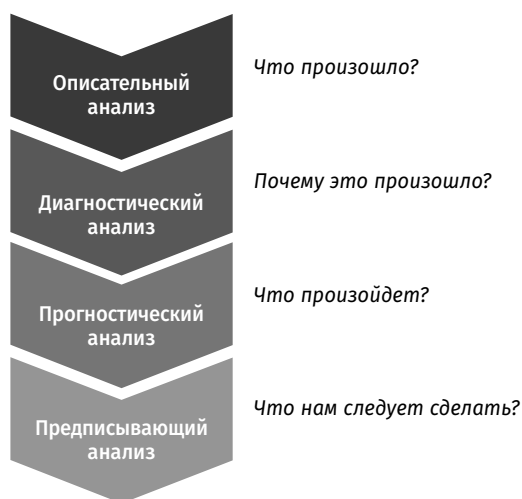 Что произошло?
Описательный
анализ
Почему это произошло?
Диагностический
анализ
Что произойдет?
Прогностический
анализ
Что нам следует сделать?
Предписывающий
анализ